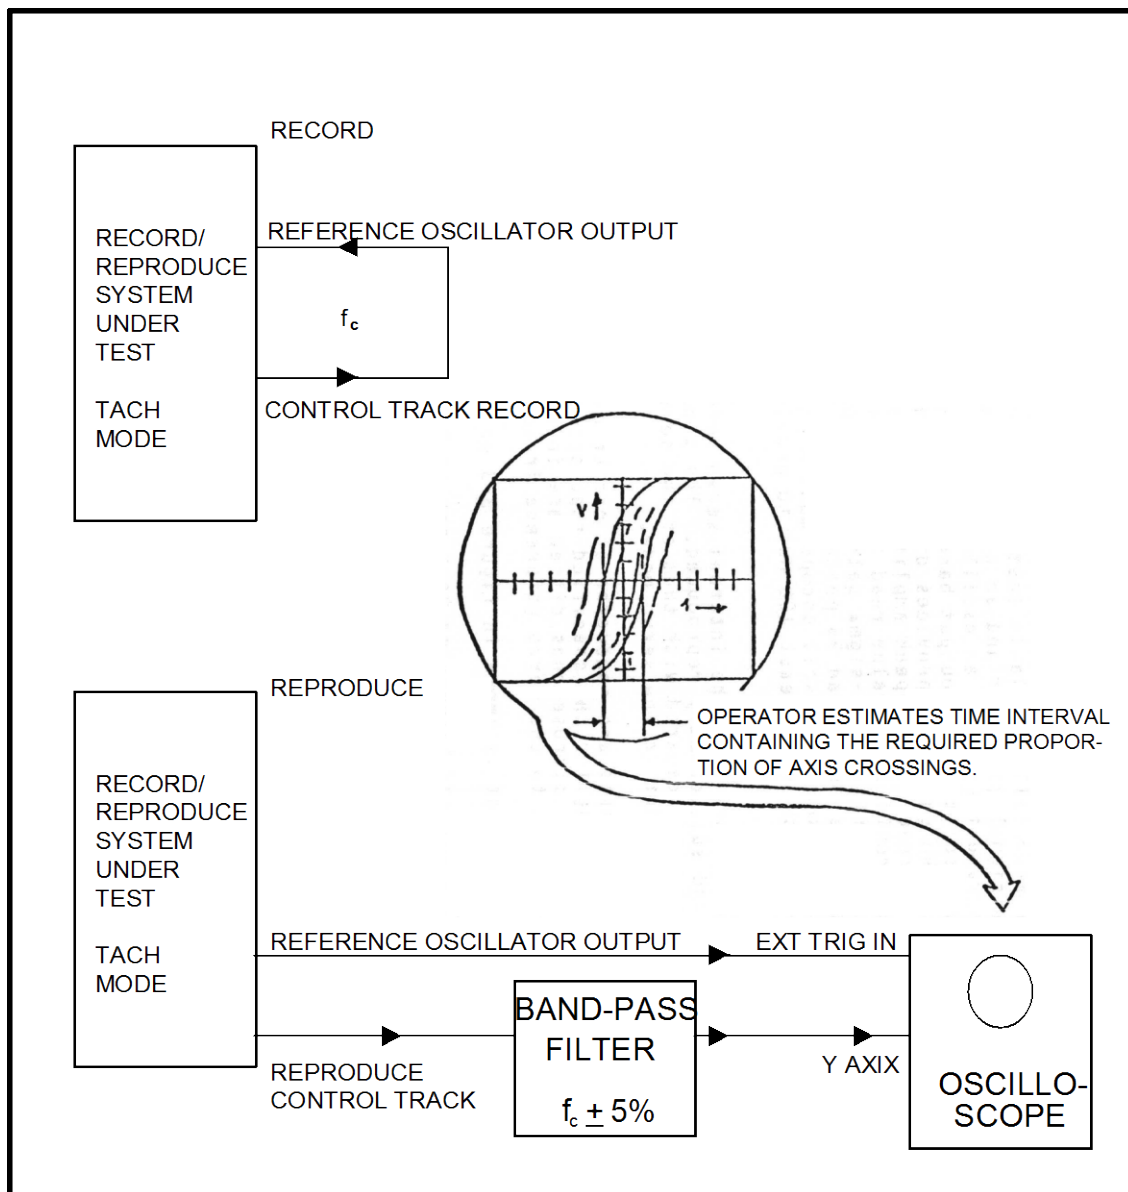 RECORD
RECORD/
REPRODUCE
SYSTEM
UNDER
TEST
TACH
MODE
REFERENCE OSCILLATOR OUTPUT
f c
CONTROL TRACK RECORD
V
1
OPERATOR ESTIMATES TIME INTERVAL
CONTAINING THE REQUIRED PROPOR-
TION OF AXIS CROSSINGS.
REPRODUCE
RECORD/
REPRODUCE
SYSTEM
UNDER
TEST
TACH
MODE
REFERENCE OSCILLATOR OUTPUT
EXT TRIG IN
BAND-PASS
FILTER
f c ± 5%
REPRODUCE
CONTROL TRACK
Y AXIX
OSCILLO-
SCOPE